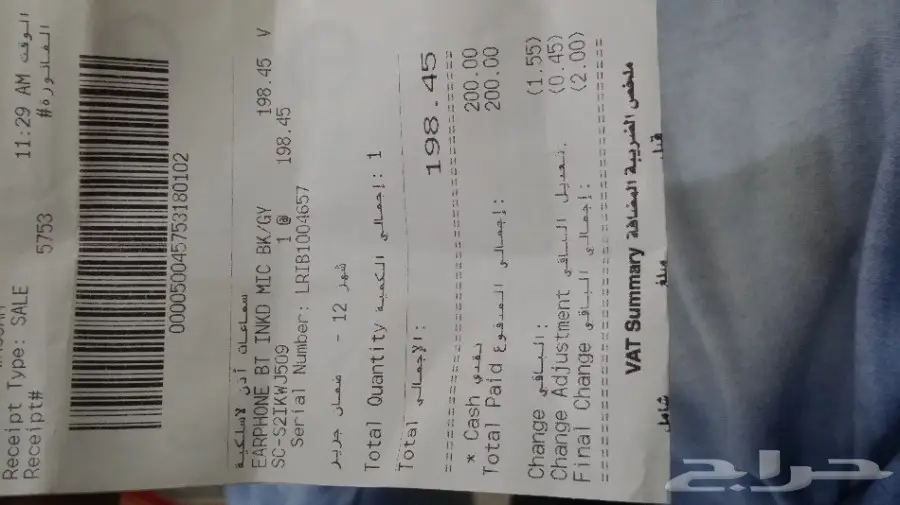 الوقت 11:29 AM
Receipt Type: SALE
الفاتورة#
Receipt# 5753
000050045753180102
سماعات أذن لاسلكية
EARPHONE BT INKD MIC BK/GY 198.45 V
SC-S2IKWJ509 1 @ 198.45
Serial Number: LRIB1004657
ضمان جرير - 12 شهر
Total Quantity إجمالي الكمية: 1
Total الإجمالي: 198.45
* Cash نقدي 200.00
Total Paid إجمالي المدفوع: 200.00
Change الباقي: (1.55)
Change Adjustment تعديل الباقي. (0.45)
Final Change إجمالي الباقي: (2.00)
VAT Summary ملخص الضريبة المضافة
شامل مبلغ قبل
حراج